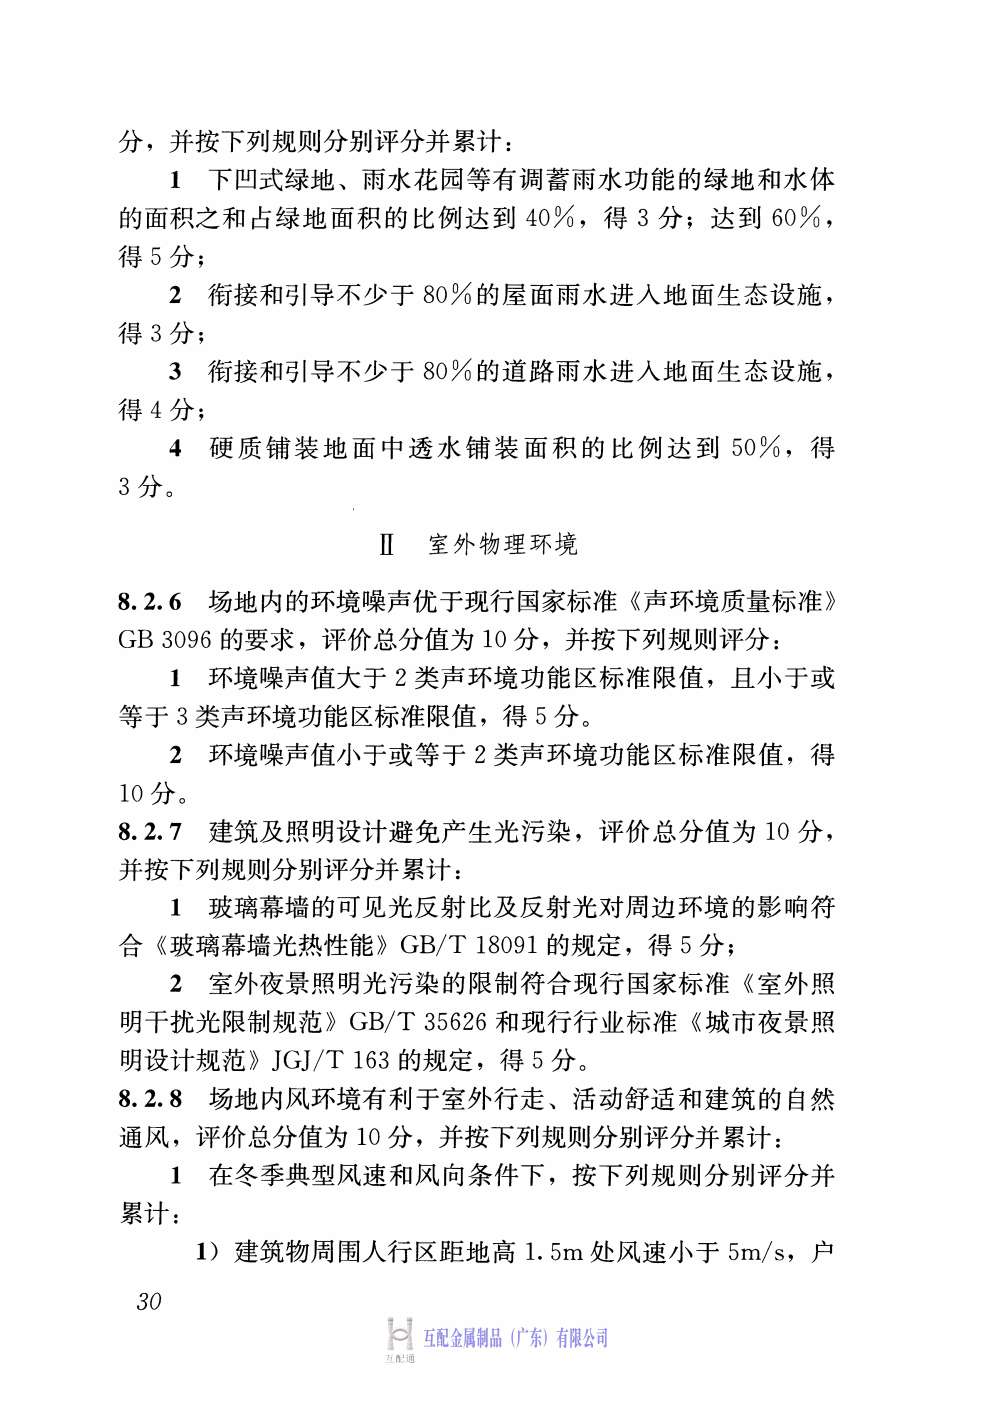 分，并按下列规则分别评分并累计：
1 下凹式绿地、雨水花园等有调蓄雨水功能的绿地和水体
的面积之和占绿地面积的比例达到 40%，得 3 分；达到 60%，
得 5 分；
2 衔接和引导不少于 80%的屋面雨水进入地面生态设施，
得 3 分；
3 衔接和引导不少于 80%的道路雨水进入地面生态设施，
得 4 分；
4 硬质铺装地面中透水铺装面积的比例达到 50%，得
3 分。
Ⅱ 室外物理环境
8.2.6 场地内的环境噪声优于现行国家标准《声环境质量标准》
GB 3096 的要求，评价总分值为 10 分，并按下列规则评分：
1 环境噪声值大于 2 类声环境功能区标准限值，且小于或
等于 3 类声环境功能区标准限值，得 5 分。
2 环境噪声值小于或等于 2 类声环境功能区标准限值，得
10 分。
8.2.7 建筑及照明设计避免产生光污染，评价总分值为 10 分，
并按下列规则分别评分并累计：
1 玻璃幕墙的可见光反射比及反射光对周边环境的影响符
合《玻璃幕墙光热性能》GB/T 18091 的规定，得 5 分；
2 室外夜景照明光污染的限制符合现行国家标准《室外照
明干扰光限制规范》GB/T 35626 和现行行业标准《城市夜景照
明设计规范》JGJ/T 163 的规定，得 5 分。
8.2.8 场地内风环境有利于室外行走、活动舒适和建筑的自然
通风，评价总分值为 10 分，并按下列规则分别评分并累计：
1 在冬季典型风速和风向条件下，按下列规则分别评分并
累计：
1）建筑物周围人行区距地高 1.5m 处风速小于 5m/s，户
30
互配金属制品（广东）有限公司
互配通